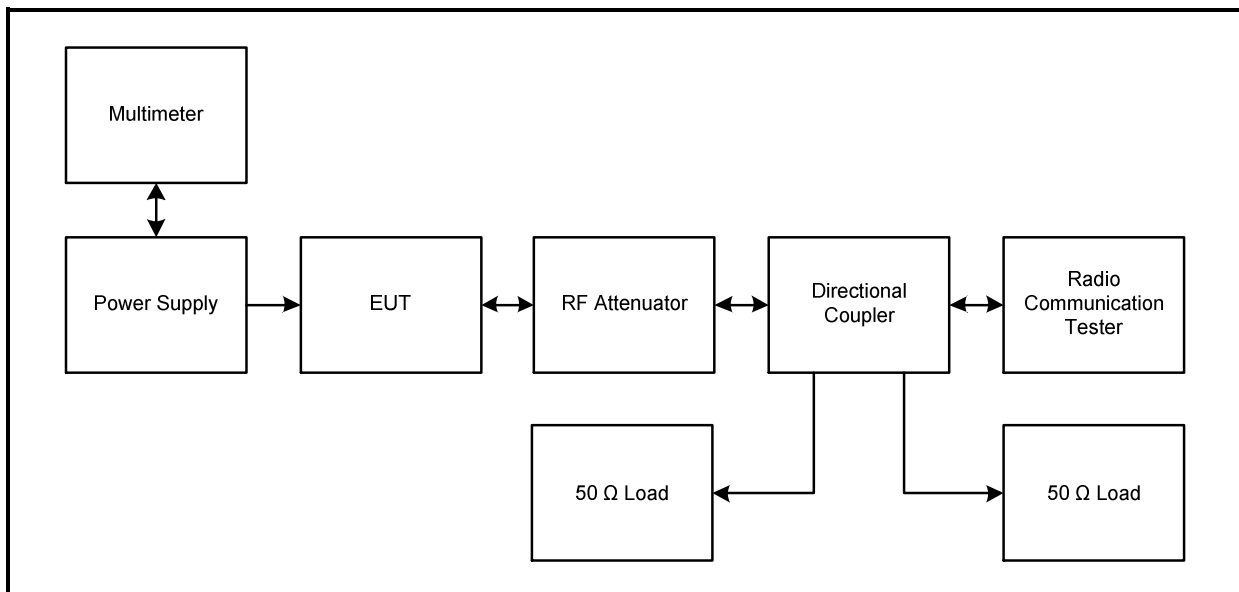 Multimeter
Power Supply
EUT
RF Attenuator
Directional
Coupler
Radio
Communication
Tester
50 Ω Load
50 Ω Load